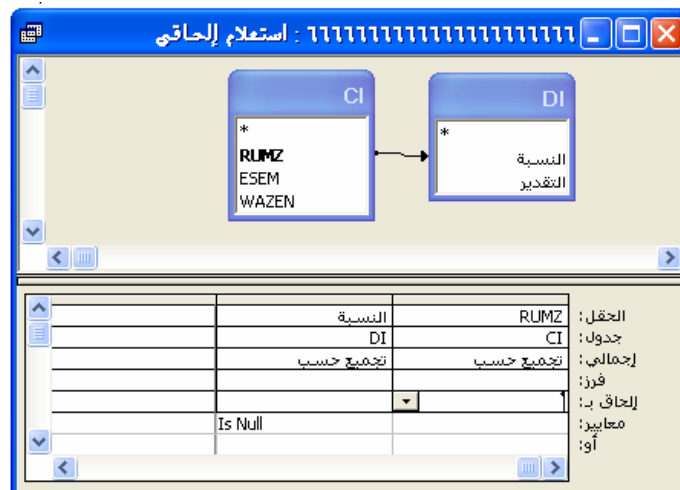 ٦٦٦٦٦٦٦٦٦٦٦٦٦٦٦٦٦٦٦٦٦٦٦٦ : استعلام إلحاقي
CI
*
RUMZ
ESEM
WAZEN
DI
*
النسبة
التقدير
الحقل: RUMZ النسبة
جدول: CI DI
إجمالي: تجميع حسب تجميع حسب
فرز:
إلحاق بـ:
معايير: Is Null
أو: